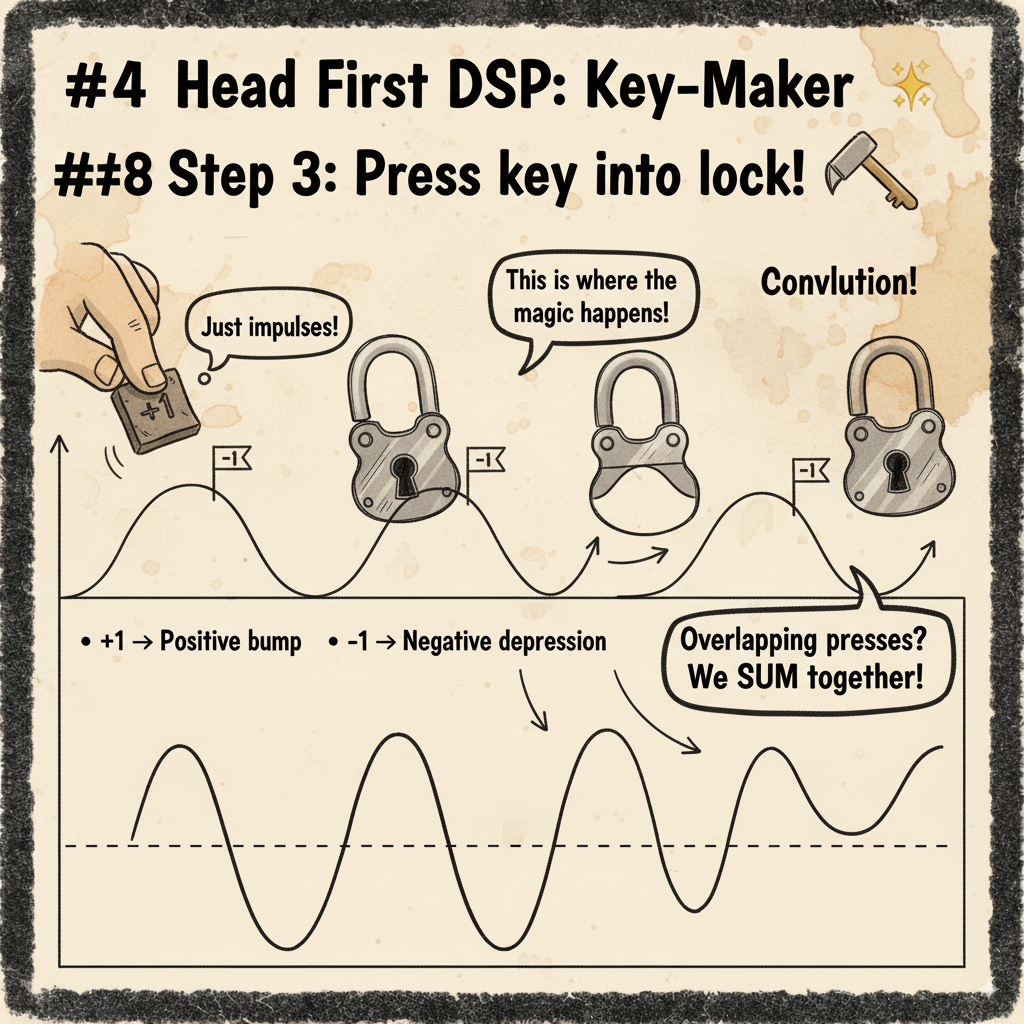 #4 Head First DSP: Key-Maker
##8 Step 3: Press key into lock!
Just impulses!
This is where the
magic happens!
Convlution!
+1
-1
-1
-1
• +1 → Positive bump
• -1 → Negative depression
Overlapping presses?
We SUM together!